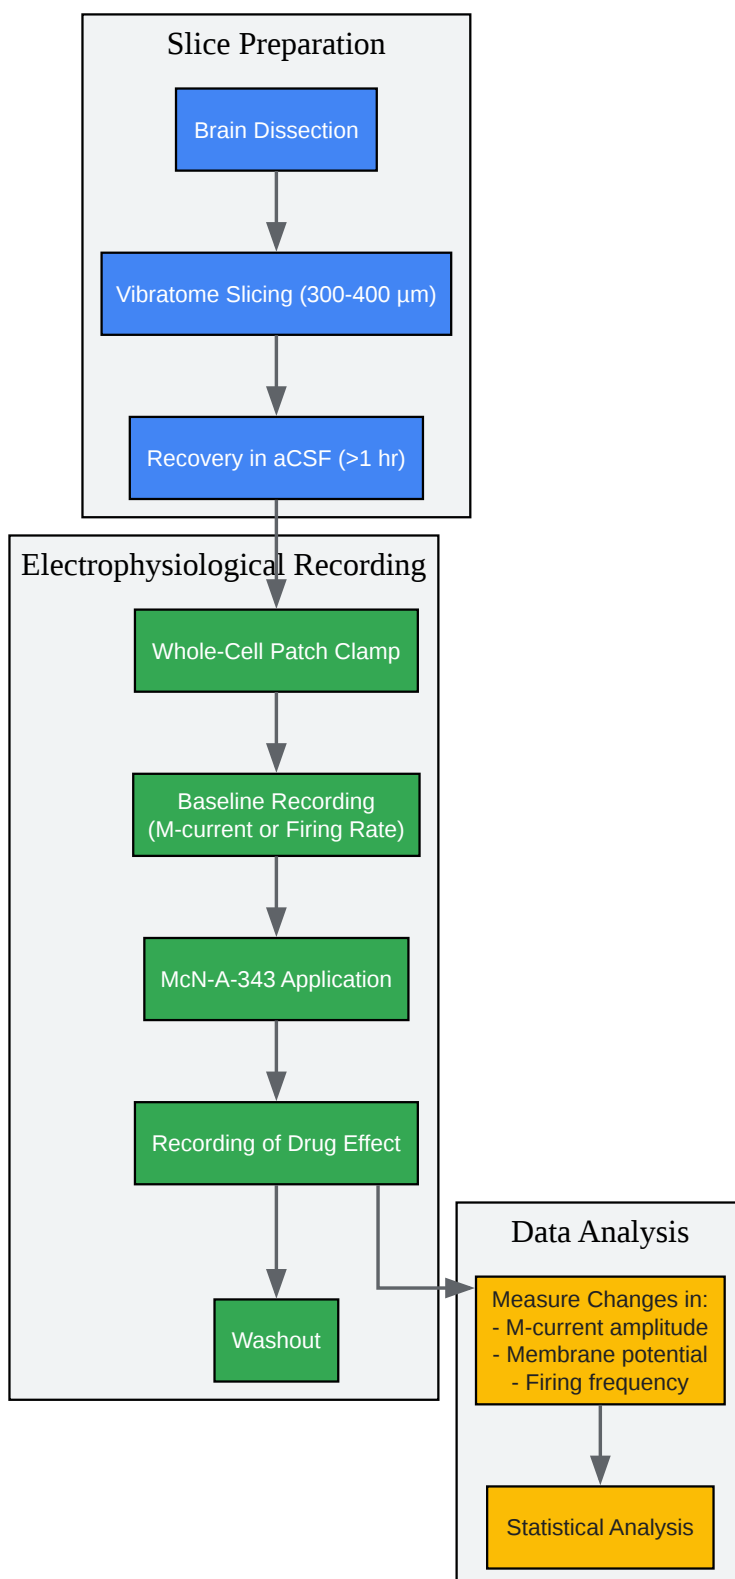 Slice Preparation
Brain Dissection
Vibratome Slicing (300-400 µm)
Recovery in aCSF (>1 hr)
Electrophysiological Recording
Whole-Cell Patch Clamp
Baseline Recording
(M-current or Firing Rate)
McN-A-343 Application
Recording of Drug Effect
Washout
Data Analysis
Measure Changes in:
- M-current amplitude
- Membrane potential
- Firing frequency
Statistical Analysis